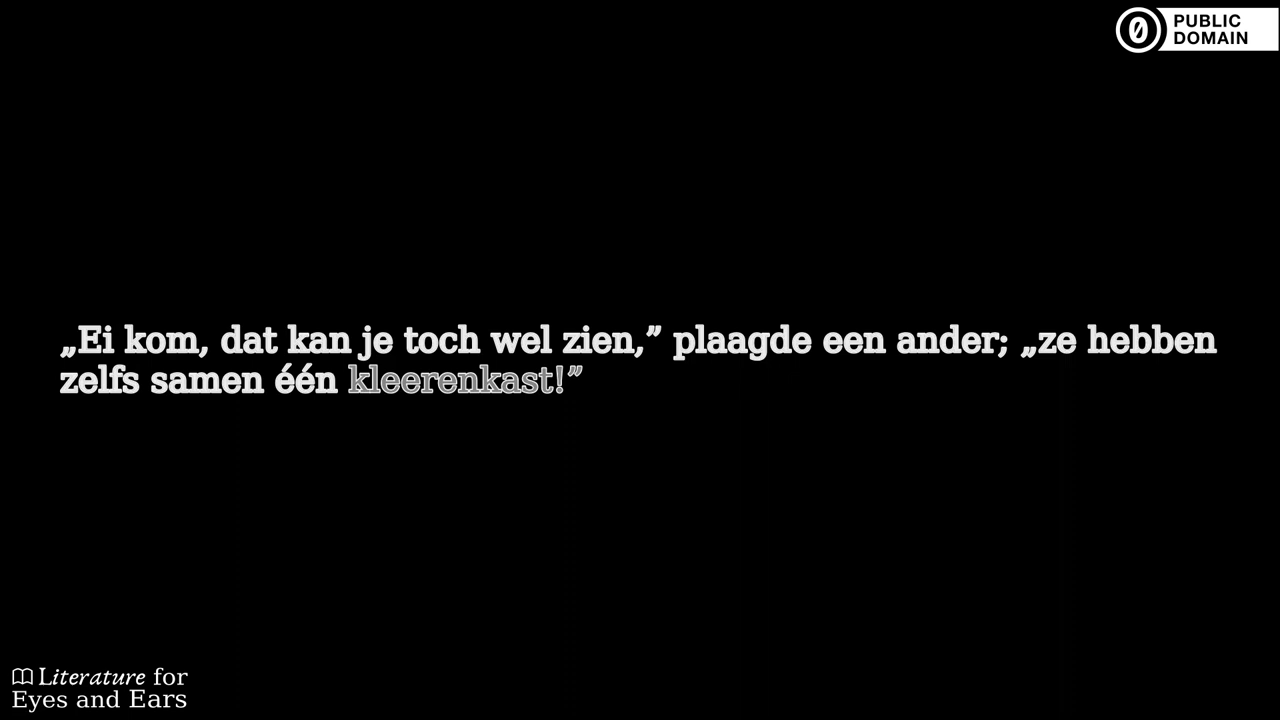 PUBLIC
DOMAIN
„Ei kom, dat kan je toch wel zien,” plaagde een ander; „ze hebben
zelfs samen één kleerenkast!”
Literature for
Eyes and Ears